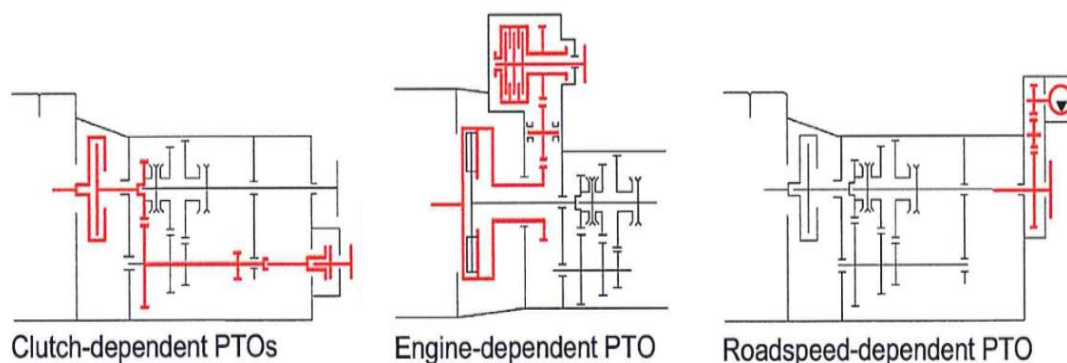 Clutch-dependent PTOs
Engine-dependent PTO
Roadspeed-dependent PTO